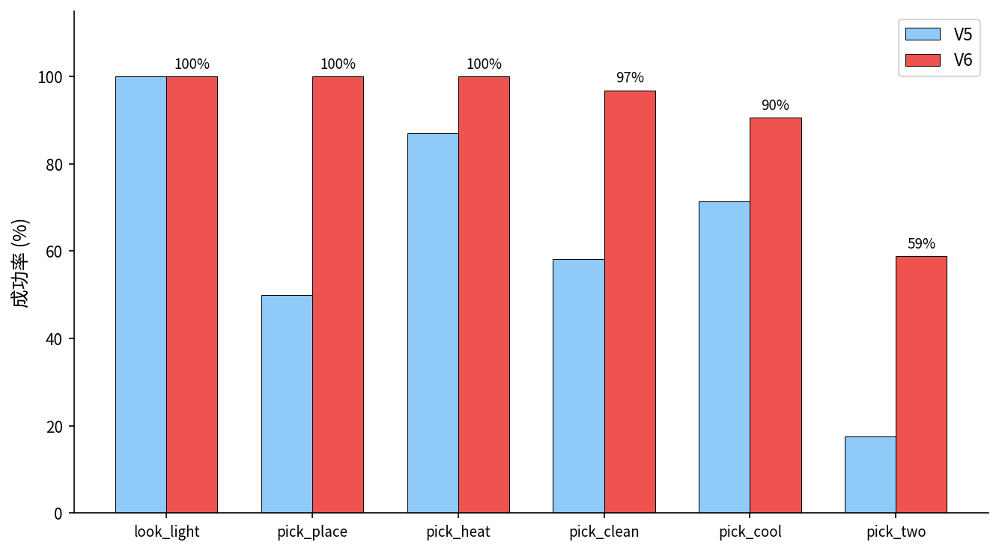 V5
V6
100%
100%
100%
97%
90%
59%
成功率 (%)
100
80
60
40
20
0
look_light
pick_place
pick_heat
pick_clean
pick_cool
pick_two